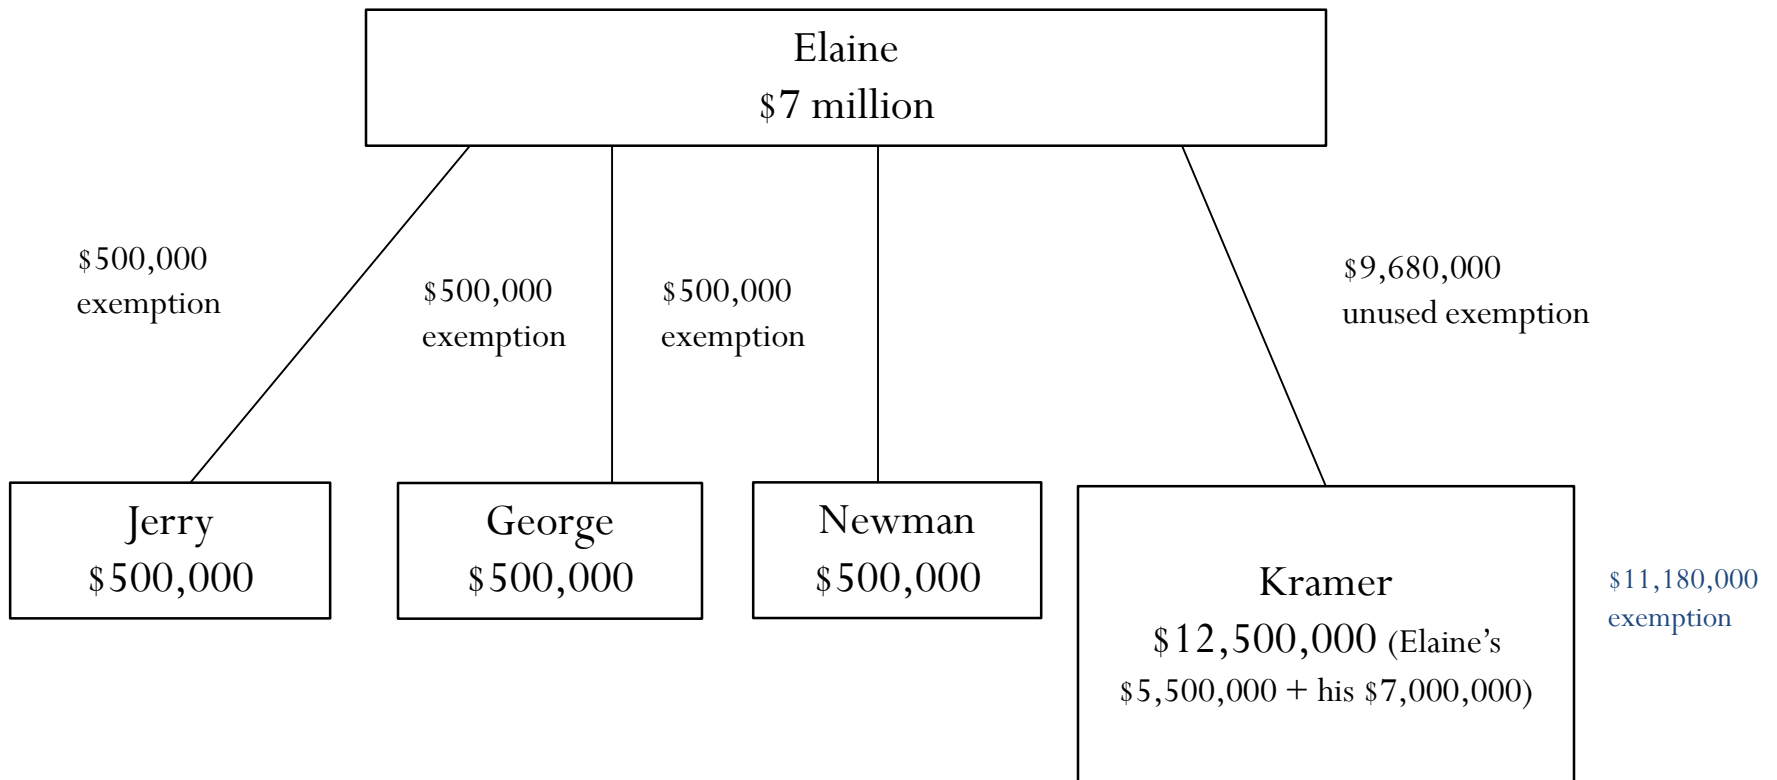 Elaine
$7 million
$500,000
exemption
$500,000
exemption
$500,000
exemption
$9,680,000
unused exemption
Jerry
$500,000
George
$500,000
Newman
$500,000
Kramer
$12,500,000 (Elaine’s
$5,500,000 + his $7,000,000)
$11,180,000
exemption